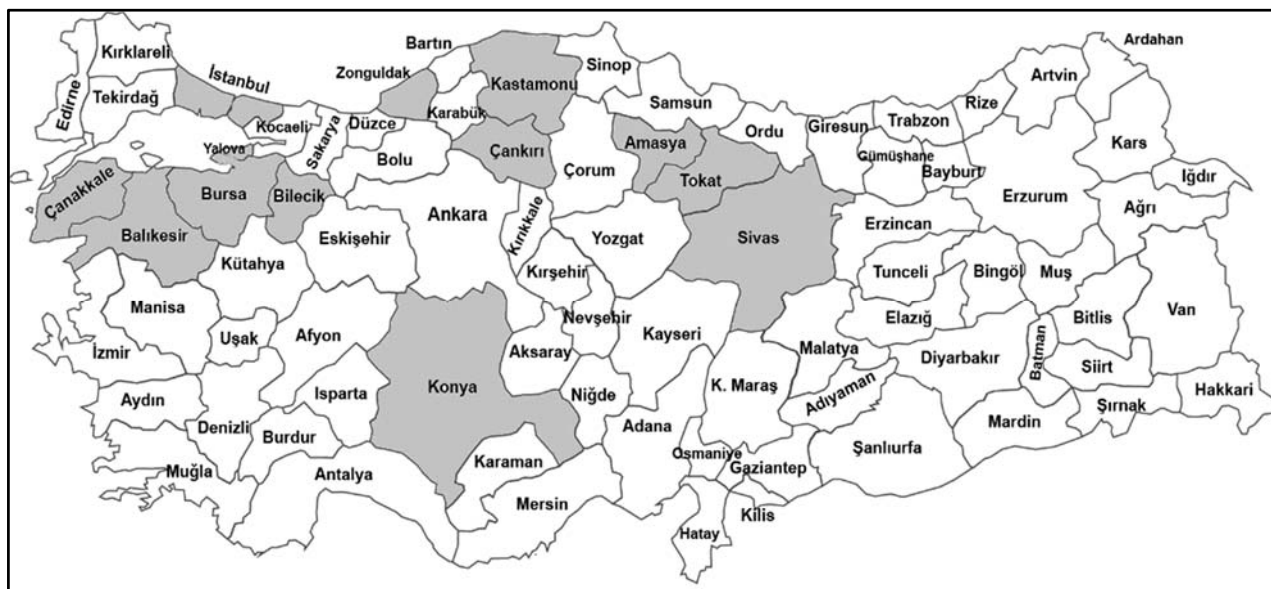 Kırklareli
Edirne
Tekirdağ
İstanbul
Kocaeli
Yalova
Sakarya
Düzce
Bolu
Zonguldak
Bartın
Karabük
Kastamonu
Sinop
Çankırı
Samsun
Amasya
Tokat
Çorum
Ordu
Giresun
Trabzon
Gümüşhane
Bayburt
Rize
Artvin
Ardahan
Kars
Iğdır
Ağrı
Erzurum
Erzincan
Çanakkale
Balıkesir
Bursa
Bilecik
Eskişehir
Kütahya
Ankara
Kırıkkale
Kırşehir
Yozgat
Sivas
Tunceli
Bingöl
Muş
Bitlis
Van
Manisa
Uşak
Afyon
İzmir
Aydın
Denizli
Isparta
Burdur
Muğla
Antalya
Konya
Aksaray
Nevşehir
Niğde
Kayseri
Karaman
Mersin
Adana
K. Maraş
Osmaniye
Hatay
Gaziantep
Kilis
Malatya
Adıyaman
Elazığ
Diyarbakır
Şanlıurfa
Batman
Mardin
Siirt
Şırnak
Hakkari